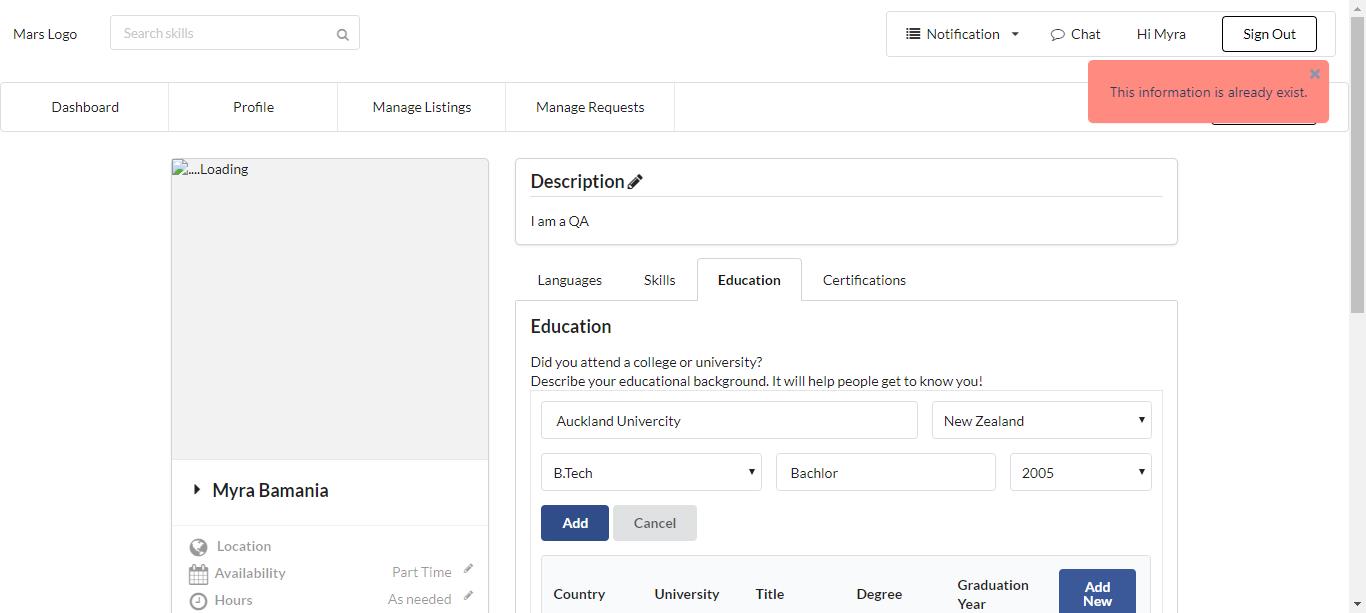 Mars Logo
Search skills
Notification
Chat
Hi Myra
Sign Out
This information is already exist.
Dashboard
Profile
Manage Listings
Manage Requests
....Loading
Myra Bamania
Location
Availability
Part Time
Hours
As needed
Description
I am a QA
Languages
Skills
Education
Certifications
Education
Did you attend a college or university?
Describe your educational background. It will help people get to know you!
Auckland Univercity
New Zealand
B.Tech
Bachlor
2005
Add
Cancel
Country
University
Title
Degree
Graduation
Year
Add
New